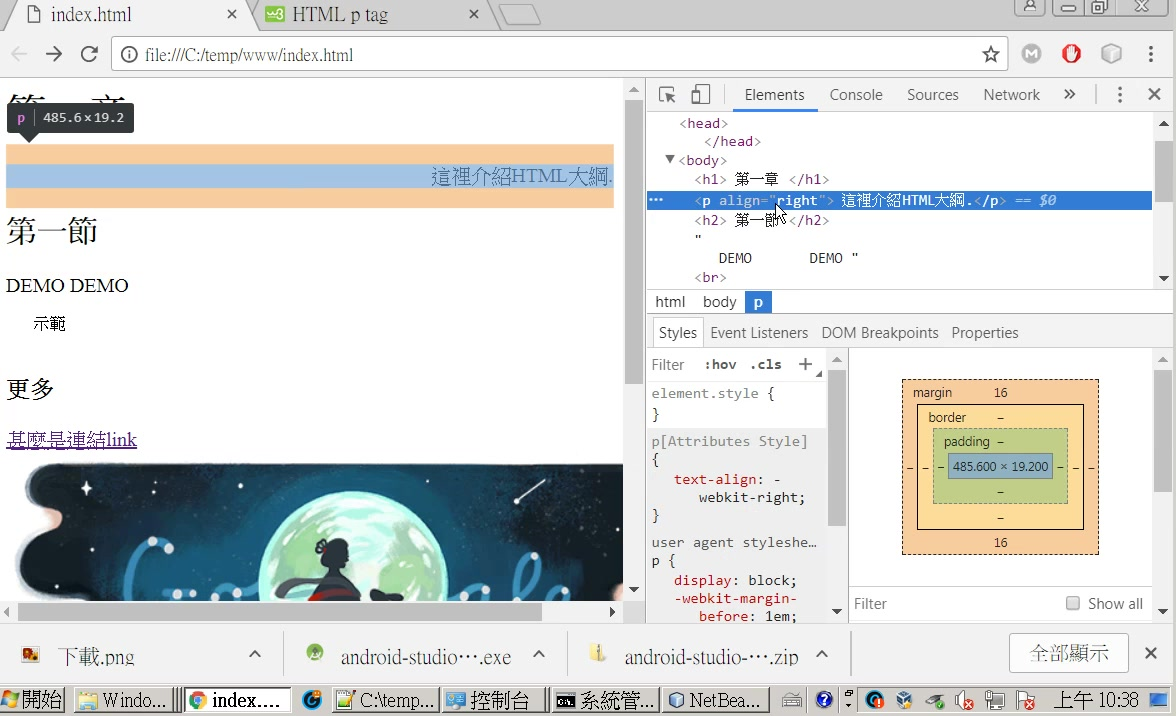 index.html
HTML p tag
file:///C:/temp/www/index.html
p 485.6×19.2
這裡介紹HTML大綱.
第一節
DEMO DEMO
示範
更多
甚麼是連結link
Elements Console Sources Network
<head>
</head>
<body>
<h1> 第一章 </h1>
<p align="right"> 這裡介紹HTML大綱.</p> == $0
<h2> 第一節 </h2>
"
DEMO DEMO "
<br>
html body p
Styles Event Listeners DOM Breakpoints Properties
Filter :hov .cls +
element.style {
}
p[Attributes Style]
{
text-align: -
webkit-right;
}
user agent styleshe…
p {
display: block;
-webkit-margin-
before: 1em;
margin 16
border –
padding –
– – – 485.600 × 19.200 – – –
–
–
16
Filter Show all
下載.png
android-studio….exe
android-studio-….zip
全部顯示
開始
Windo...
index....
C:\temp...
控制台
系統管...
NetBea...
上午 10:38